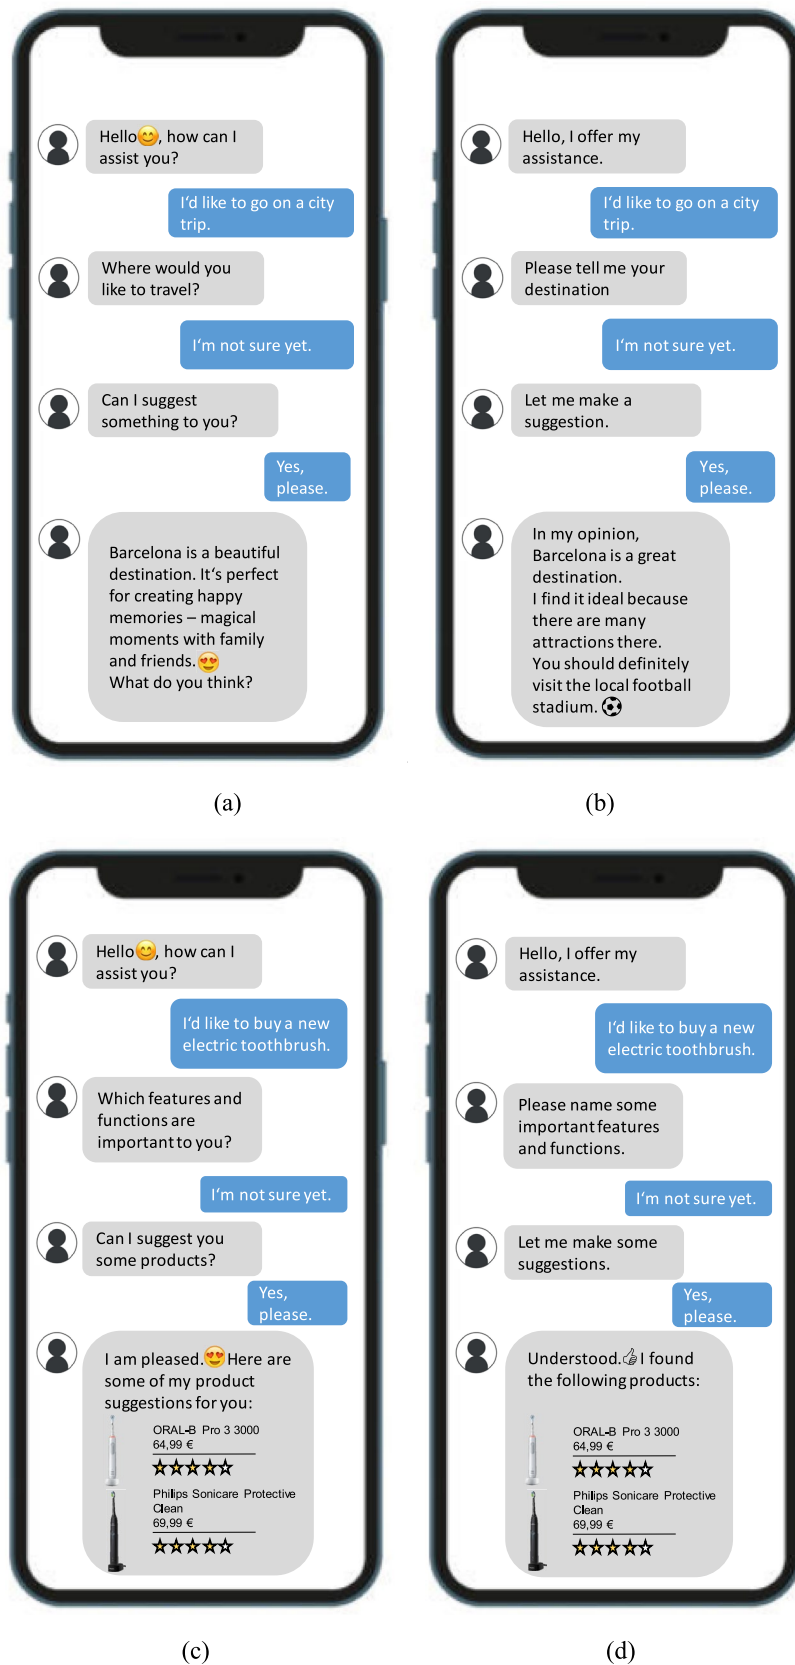 Hello😊, how can I
assist you?
I'd like to go on a city
trip.
Where would you
like to travel?
I'm not sure yet.
Can I suggest
something to you?
Yes,
please.
Barcelona is a beautiful
destination. It's perfect
for creating happy
memories – magical
moments with family
and friends.😍
What do you think?
(a)
Hello, I offer my
assistance.
I'd like to go on a city
trip.
Please tell me your
destination
I'm not sure yet.
Let me make a
suggestion.
Yes,
please.
In my opinion,
Barcelona is a great
destination.
I find it ideal because
there are many
attractions there.
You should definitely
visit the local football
stadium. ⚽
(b)
Hello😊, how can I
assist you?
I'd like to buy a new
electric toothbrush.
Which features and
functions are
important to you?
I'm not sure yet.
Can I suggest you
some products?
Yes,
please.
I am pleased.😍 Here are
some of my product
suggestions for you:
ORAL-B Pro 3 3000
64,99 €
Philips Sonicare Protective
Clean
69,99 €
(c)
Hello, I offer my
assistance.
I'd like to buy a new
electric toothbrush.
Please name some
important features
and functions.
I'm not sure yet.
Let me make some
suggestions.
Yes,
please.
Understood.👍 I found
the following products:
ORAL-B Pro 3 3000
64,99 €
Philips Sonicare Protective
Clean
69,99 €
(d)